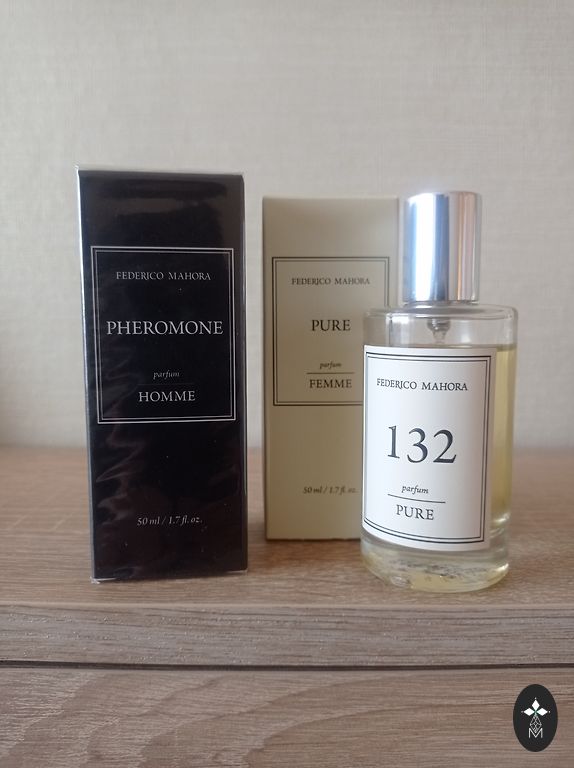 FEDERICO MAHORA
PHEROMONE
parfum
HOMME
50 ml / 1.7 fl. oz.
FEDERICO MAHORA
PURE
parfum
FEMME
50 ml / 1.7 fl. oz.
FEDERICO MAHORA
132
parfum
PURE
M